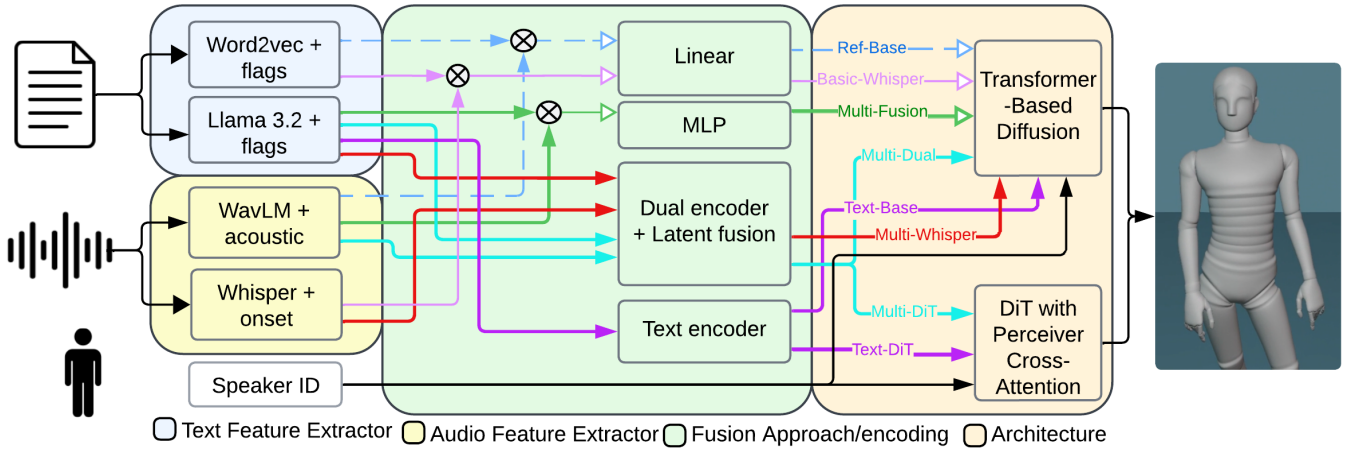 Word2vec +
flags
Llama 3.2 +
flags
WavLM +
acoustic
Whisper +
onset
Speaker ID
Linear
MLP
Dual encoder
+ Latent fusion
Text encoder
Ref-Base
Basic-Whisper
Multi-Fusion
Multi-Dual
Text-Base
Multi-Whisper
Multi-DiT
Text-DiT
Transformer
-Based
Diffusion
DiT with
Perceiver
Cross-
Attention
Text Feature Extractor
Audio Feature Extractor
Fusion Approach/encoding
Architecture